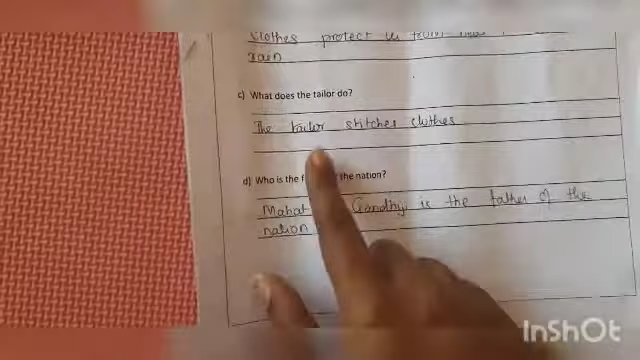 clothes protect us from
rain
c) What does the tailor do?
The tailor stitches clothes
d) Who is the the nation?
Gandhiji is the father of the
nation
InShOt